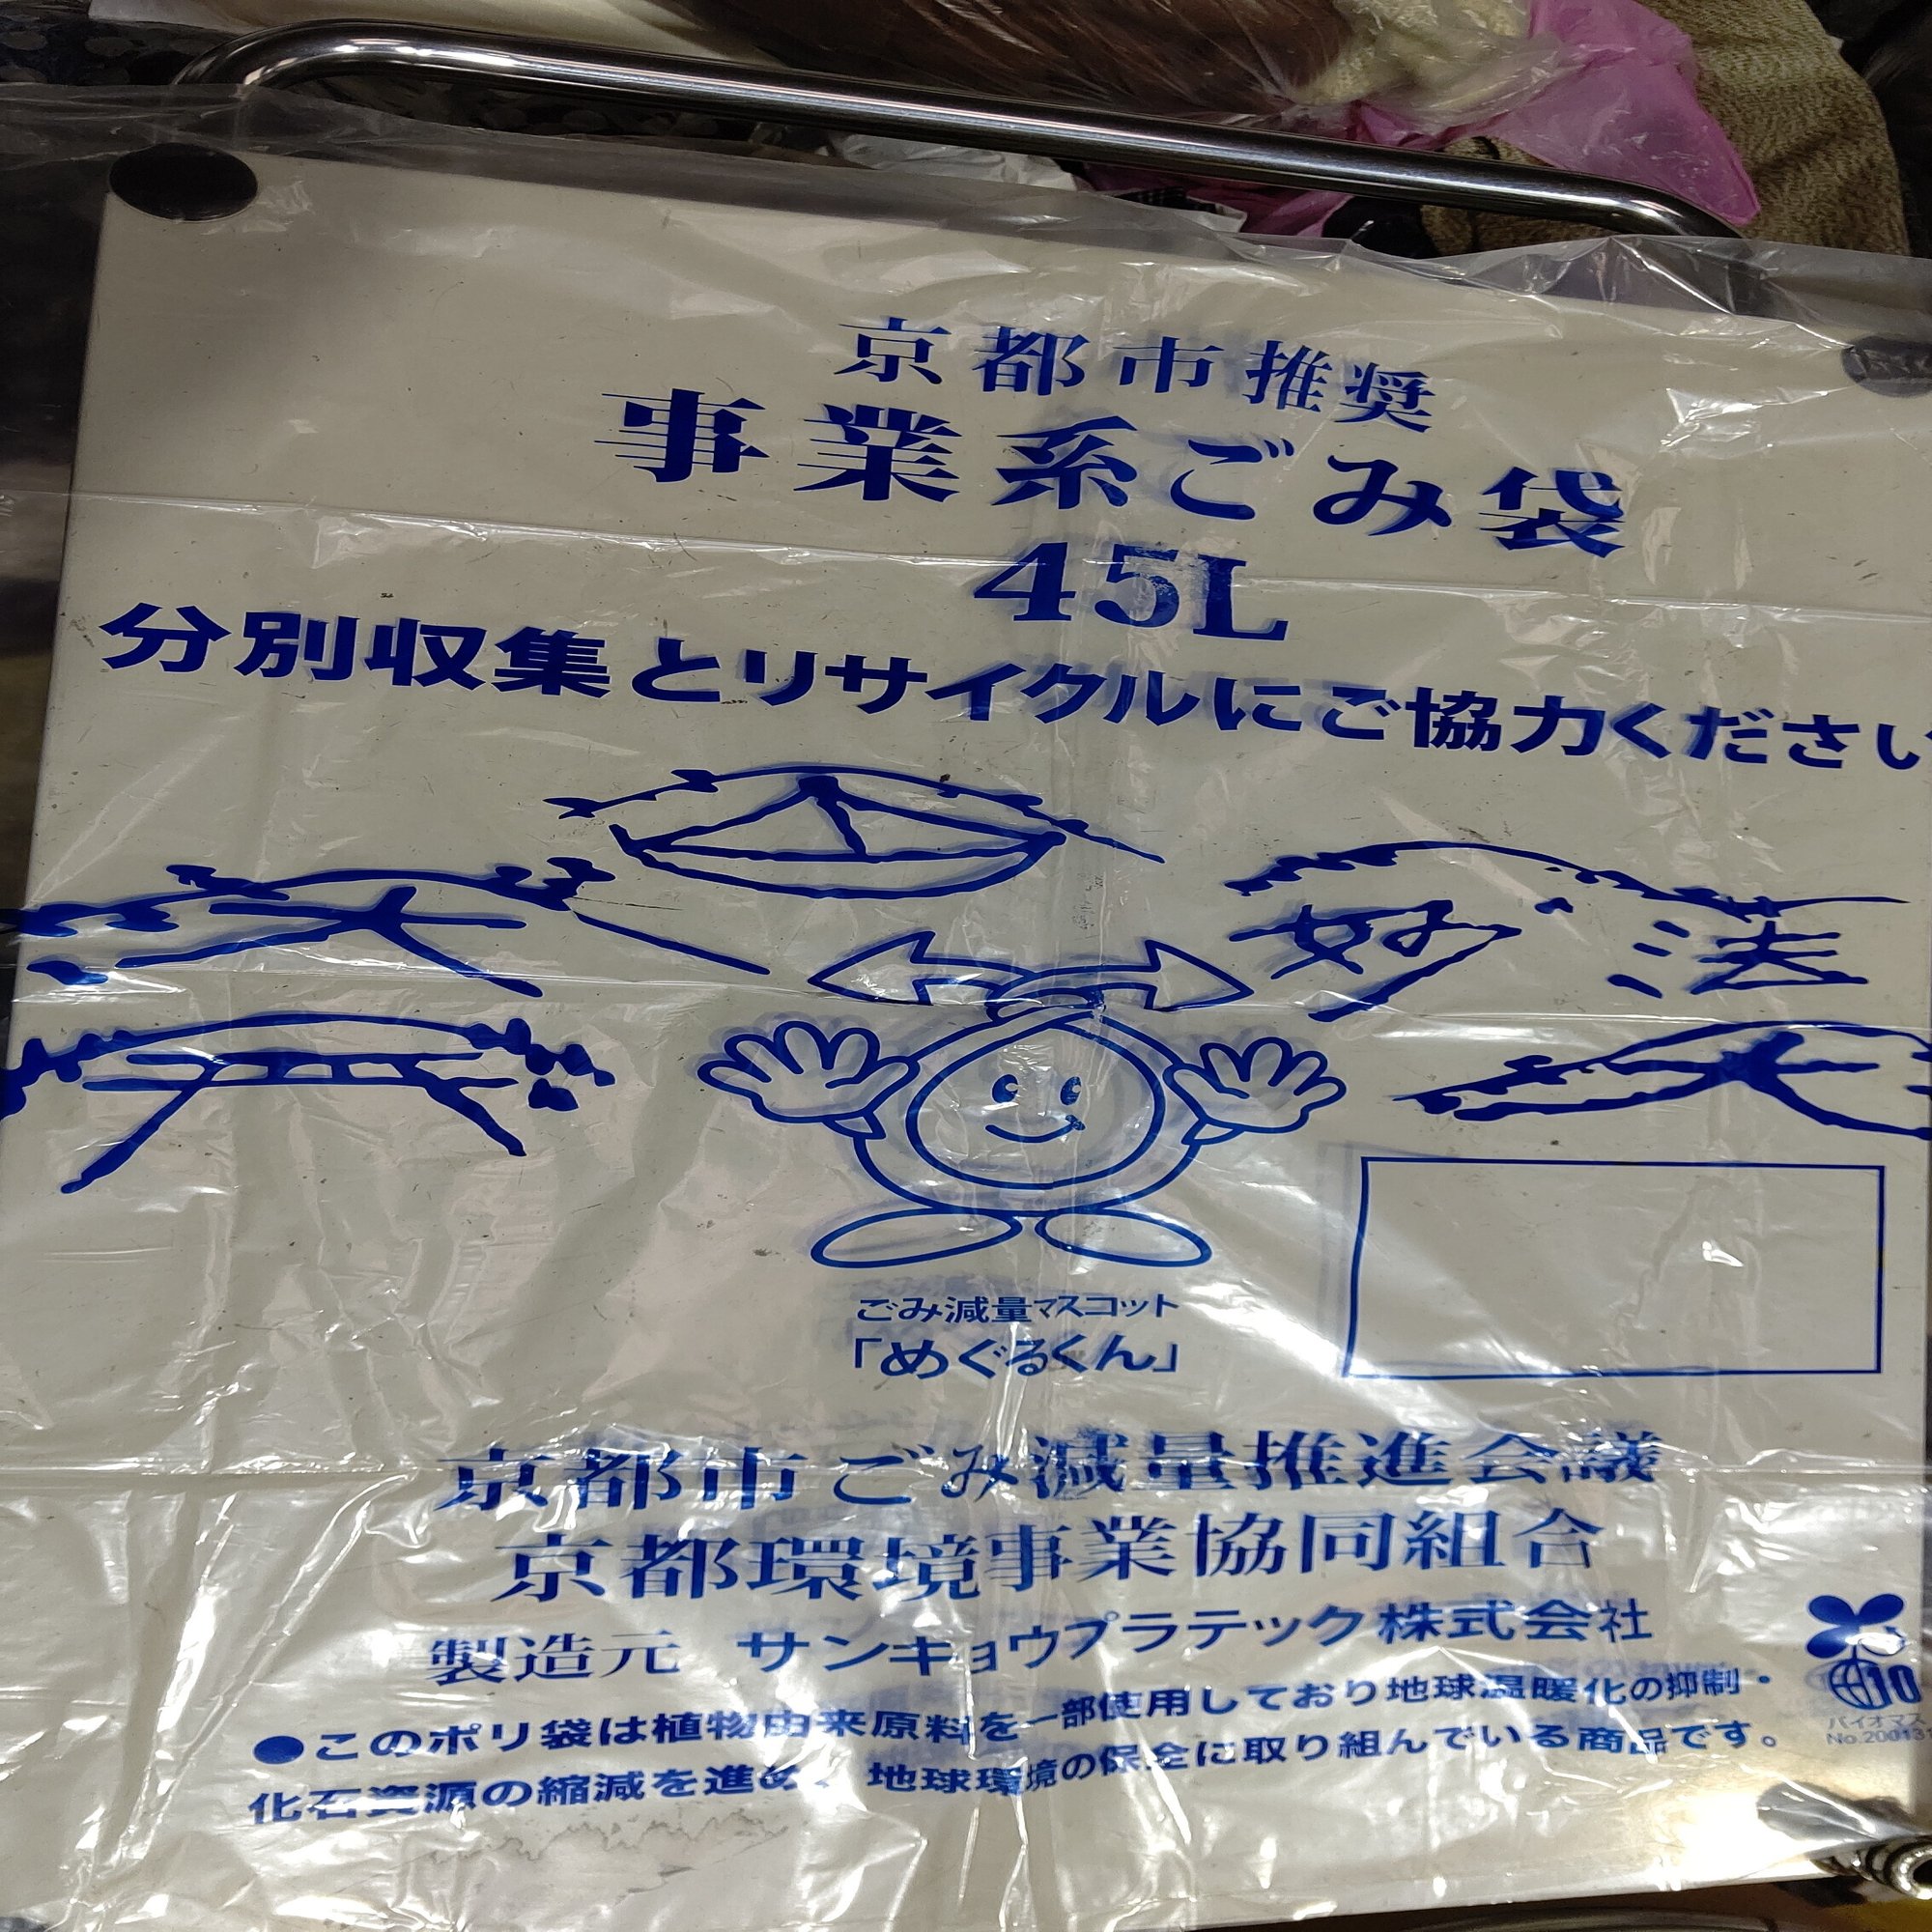 京都市推奨
事業系ごみ袋
45L
分別収集とリサイクルにご協力ください
大
妙 法
大
ごみ減量マスコット
「めぐるくん」
京都市ごみ減量推進会議
京都環境事業協同組合
製造元 サンキョウプラテック株式会社
●このポリ袋は植物由来原料を一部使用しており地球温暖化の抑制・
化石資源の縮減を進め、地球環境の保全に取り組んでいる商品です。
バイオマス